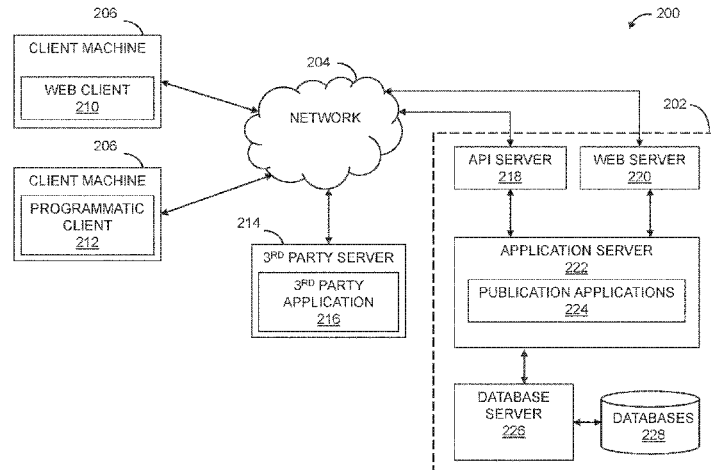 200
206
CLIENT MACHINE
WEB CLIENT
210
206
CLIENT MACHINE
PROGRAMMATIC
CLIENT
212
204
NETWORK
214
3RD PARTY SERVER
3RD PARTY
APPLICATION
216
202
API SERVER
218
WEB SERVER
220
APPLICATION SERVER
222
PUBLICATION APPLICATIONS
224
DATABASE
SERVER
226
DATABASES
228